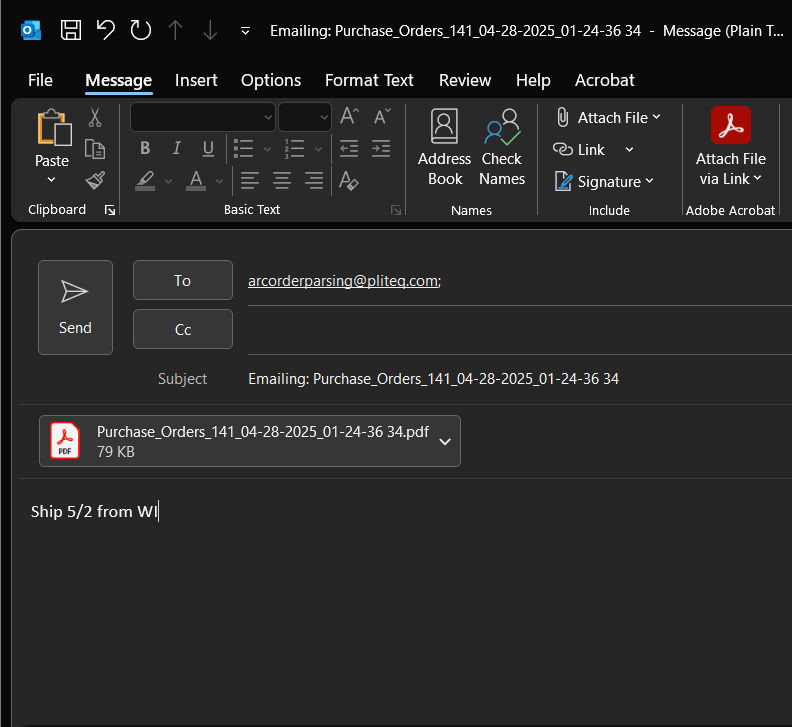 Emailing: Purchase_Orders_141_04-28-2025_01-24-36 34 - Message (Plain T...
File Message Insert Options Format Text Review Help Acrobat
Paste
Clipboard
B I U
A
Basic Text
Address Book
Check Names
Names
Attach File
Link
Signature
Include
Attach File via Link
Adobe Acrobat
Send
To arcorderparsing@pliteq.com;
Cc
Subject Emailing: Purchase_Orders_141_04-28-2025_01-24-36 34
PDF
Purchase_Orders_141_04-28-2025_01-24-36 34.pdf
79 KB
Ship 5/2 from WI